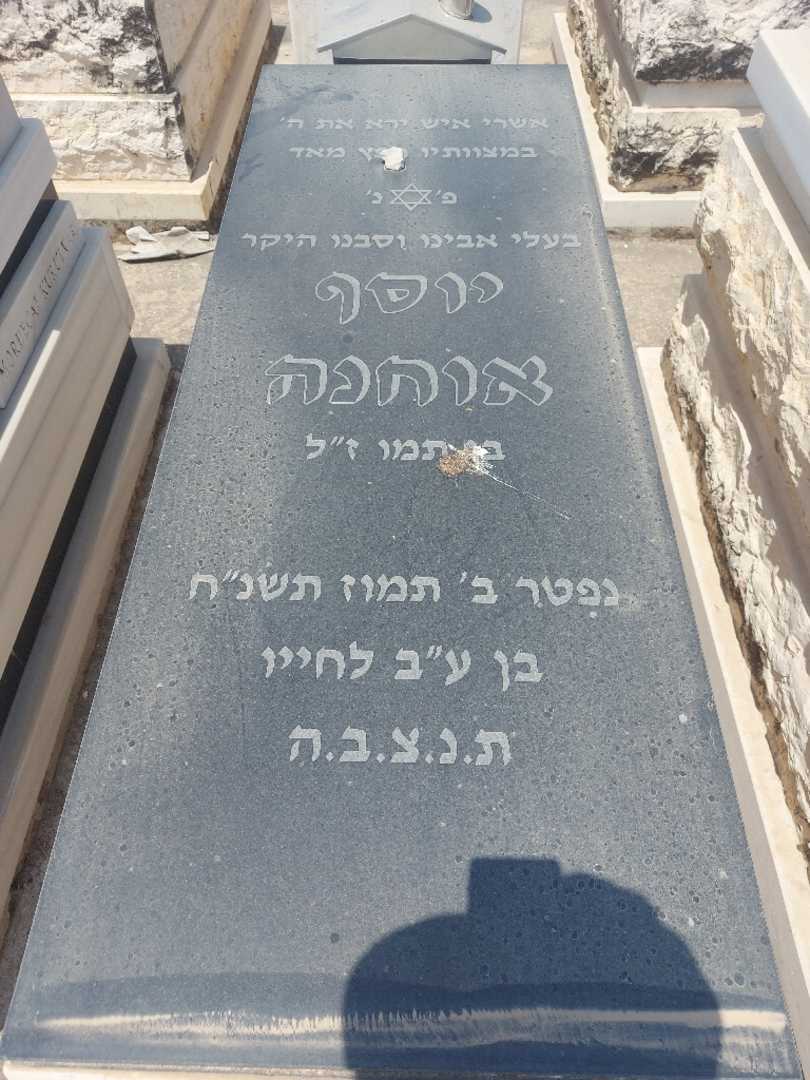 אשרי איש ירא את ה'
במצוותיו מאד
פ' נ'
בעלי אבינו וסבנו היקר
יוסף
אוחנה
בן תמו ז"ל
נפטר ב' תמוז תשנ"ח
בן ע"ב לחייו
ת.נ.צ.ב.ה